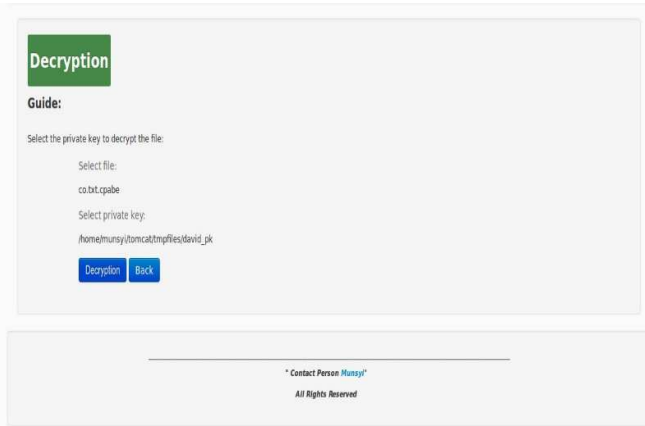 Decryption
Guide:
Select the private key to decrypt the file:
Select file:
co.txt.cpabe
Select private key:
/home/munsyi/tomcat/tmpfiles/david_pk
Decryption Back
" Contact Person Munsyi"
All Rights Reserved